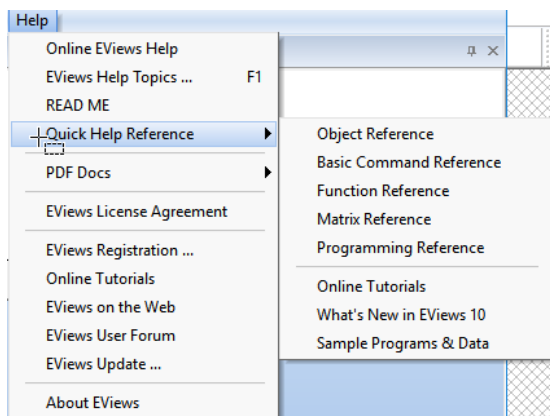 Help
Online EViews Help
EViews Help Topics ... F1
READ ME
Quick Help Reference
PDF Docs
EViews License Agreement
EViews Registration ...
Online Tutorials
EViews on the Web
EViews User Forum
EViews Update ...
About EViews
Object Reference
Basic Command Reference
Function Reference
Matrix Reference
Programming Reference
Online Tutorials
What's New in EViews 10
Sample Programs & Data